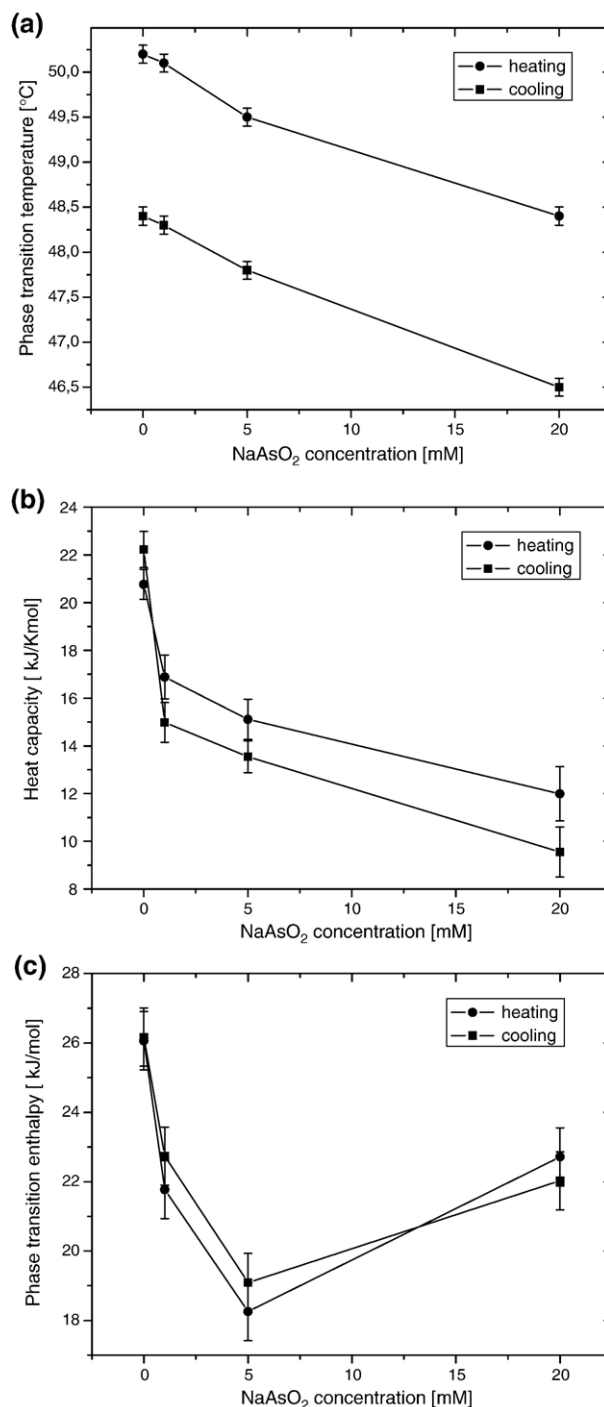 (a)
Phase transition temperature [°C]
50,0
49,5
49,0
48,5
48,0
47,5
47,0
46,5
heating
cooling
0 5 10 15 20
NaAsO₂ concentration [mM]
(b)
Heat capacity [ kJ/Kmol]
24
22
20
18
16
14
12
10
8
heating
cooling
0 5 10 15 20
NaAsO₂ concentration [mM]
(c)
Phase transition enthalpy [ kJ/mol]
28
26
24
22
20
18
heating
cooling
0 5 10 15 20
NaAsO₂ concentration [mM]